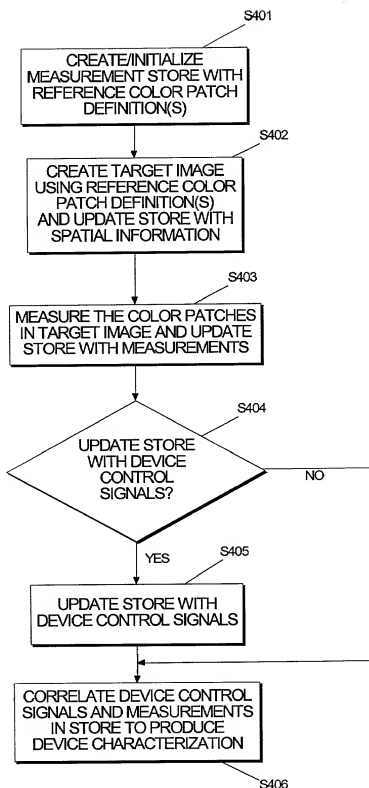 S401
CREATE/INITIALIZE
MEASUREMENT STORE WITH
REFERENCE COLOR PATCH
DEFINITION(S)
S402
CREATE TARGET IMAGE
USING REFERENCE COLOR
PATCH DEFINITION(S)
AND UPDATE STORE WITH
SPATIAL INFORMATION
S403
MEASURE THE COLOR PATCHES
IN TARGET IMAGE AND UPDATE
STORE WITH MEASUREMENTS
S404
UPDATE STORE
WITH DEVICE
CONTROL
SIGNALS?
NO
YES
S405
UPDATE STORE WITH
DEVICE CONTROL SIGNALS
CORRELATE DEVICE CONTROL
SIGNALS AND MEASUREMENTS
IN STORE TO PRODUCE
DEVICE CHARACTERIZATION
S406